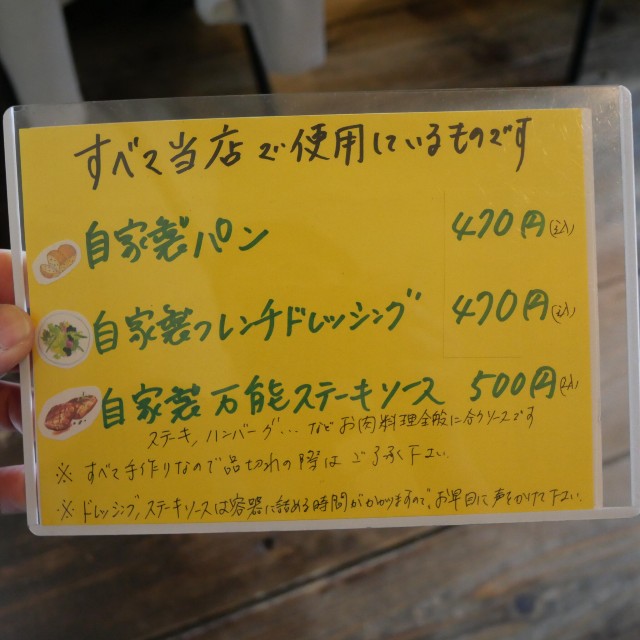 すべて当店で使用しているものです
自家製パン 470円(込)
自家製フレンチドレッシング 470円(込)
自家製万能ステーキソース 500円(込)
ステーキ,ハンバーグ...などお肉料理全般に合うソースです
※ すべて手作りなので品切れの際はご了承下さい.
※ ドレッシング,ステーキソースは容器に詰める時間がかかりますので、お早目に声をかけて下さい.